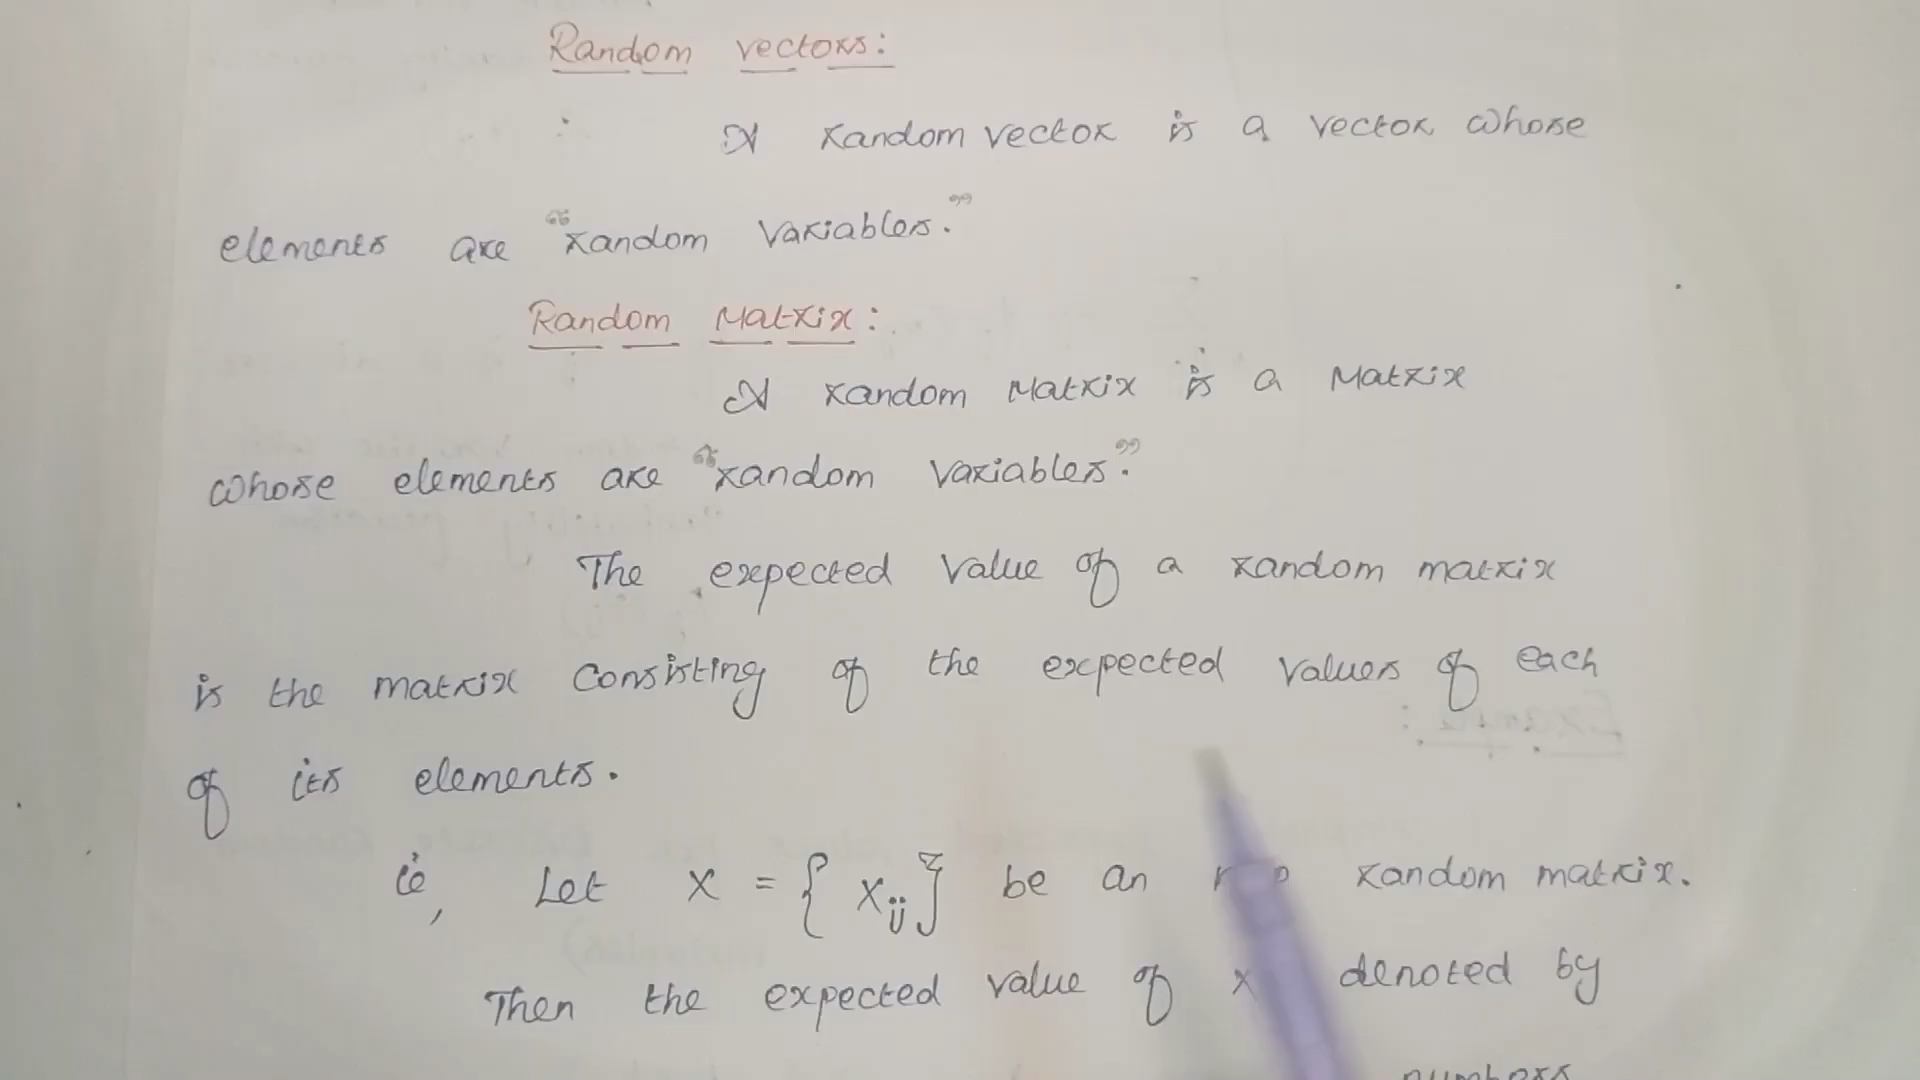 Random vectors:
A random vector is a vector whose
elements are "random variables."
Random Matrix:
A random Matrix is a Matrix
whose elements are "random variables."
The expected value of a random matrix
is the matrix consisting of the expected values of each
of its elements.
ie, Let X = { Xij } be an random matrix.
Then the expected value of X denoted by
numbers